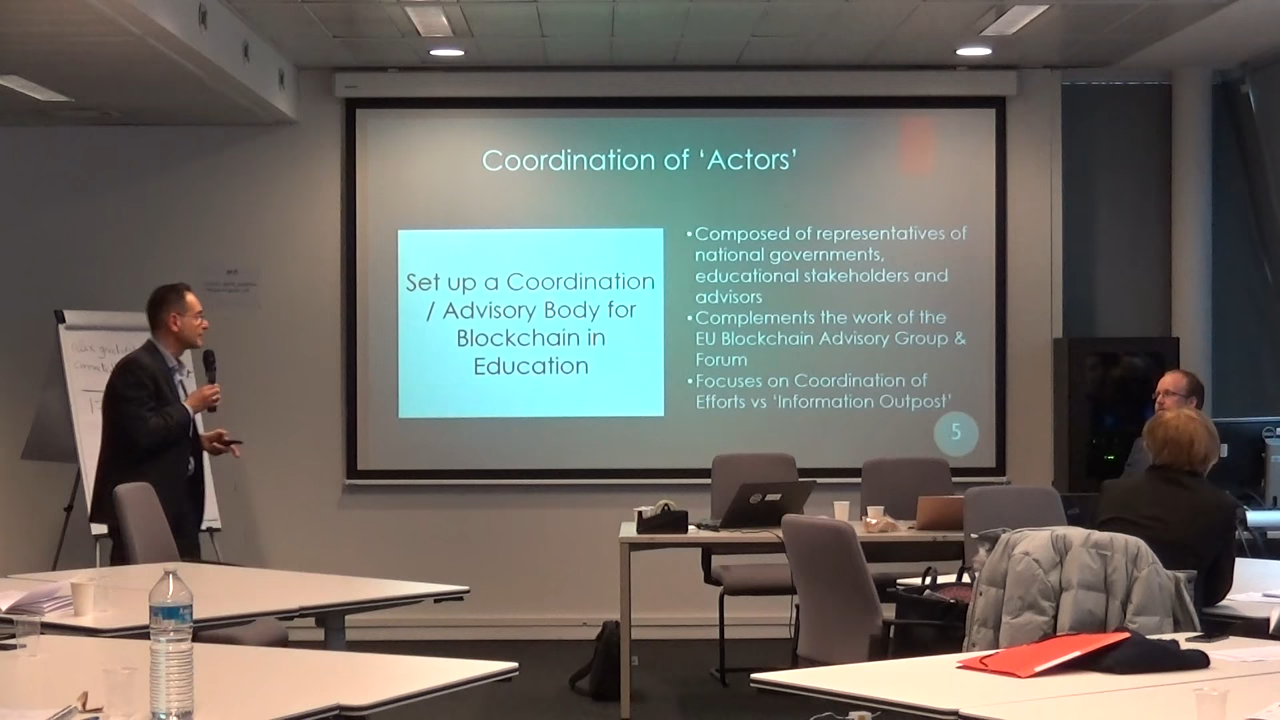 Coordination of ‘Actors’
Set up a Coordination
/ Advisory Body for
Blockchain in
Education
•Composed of representatives of
national governments,
educational stakeholders and
advisors
•Complements the work of the
EU Blockchain Advisory Group &
Forum
•Focuses on Coordination of
Efforts vs ‘Information Outpost’
5